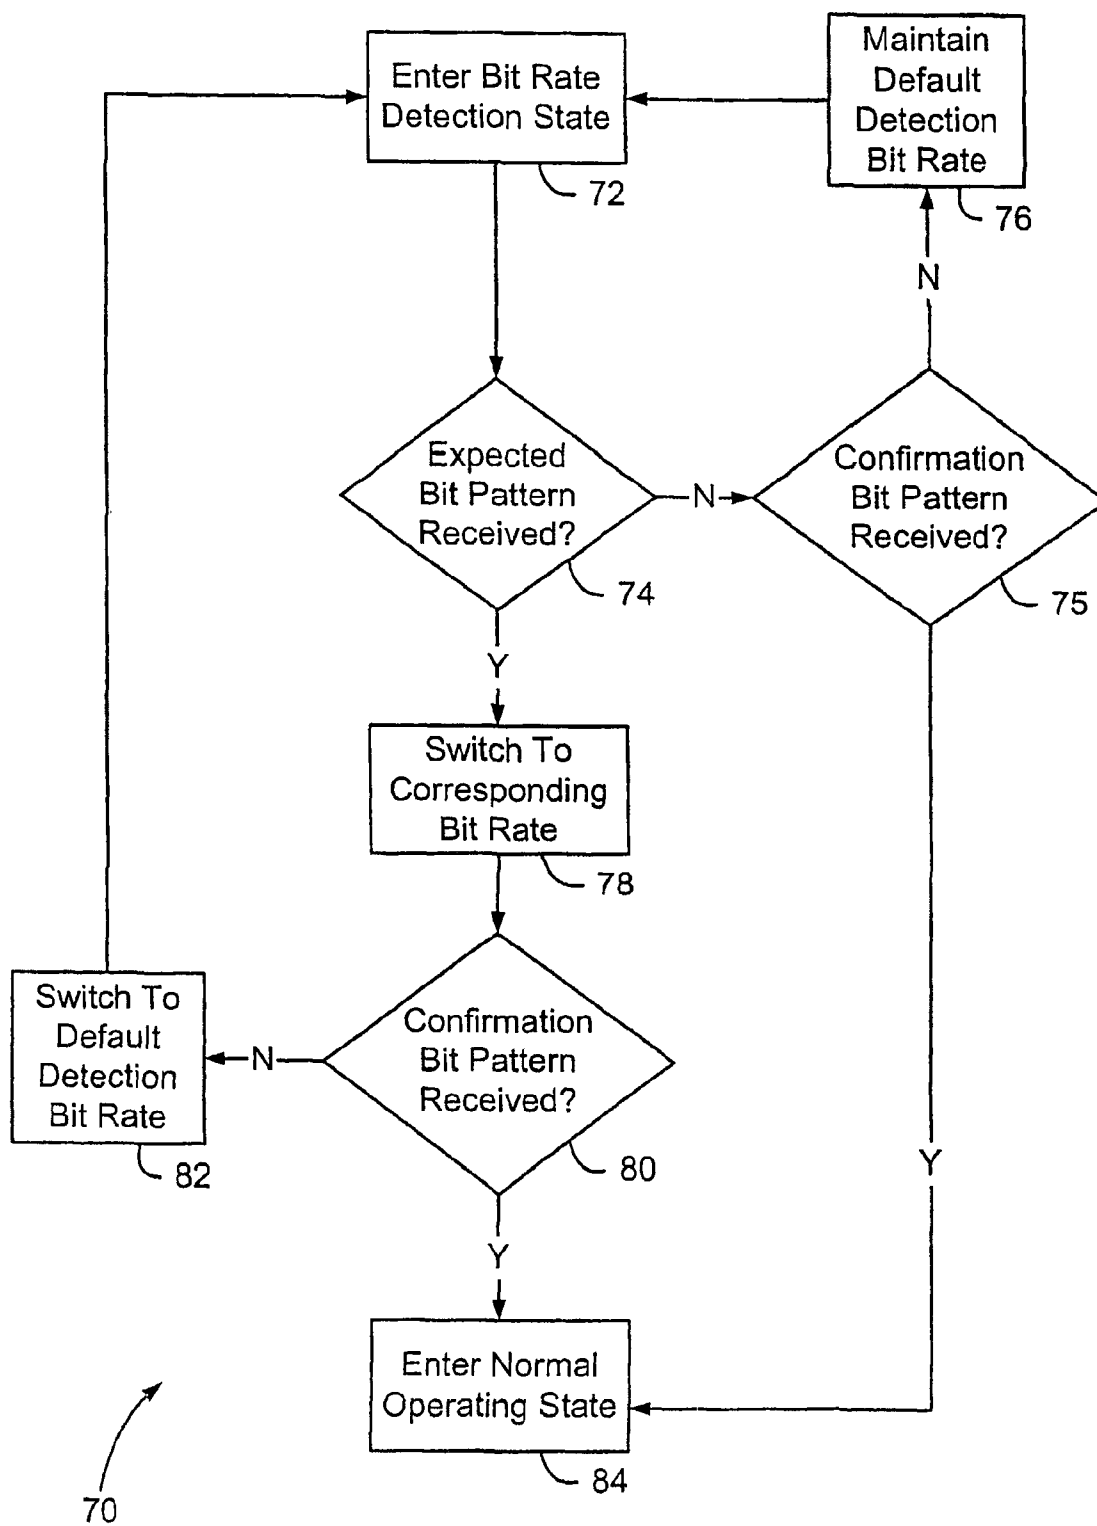 Enter Bit Rate
Detection State
72
Maintain
Default
Detection
Bit Rate
76
N
Expected
Bit Pattern
Received?
74
N
Confirmation
Bit Pattern
Received?
75
Y
Switch To
Corresponding
Bit Rate
78
Switch To
Default
Detection
Bit Rate
82
N
Confirmation
Bit Pattern
Received?
80
Y
Y
Enter Normal
Operating State
84
70